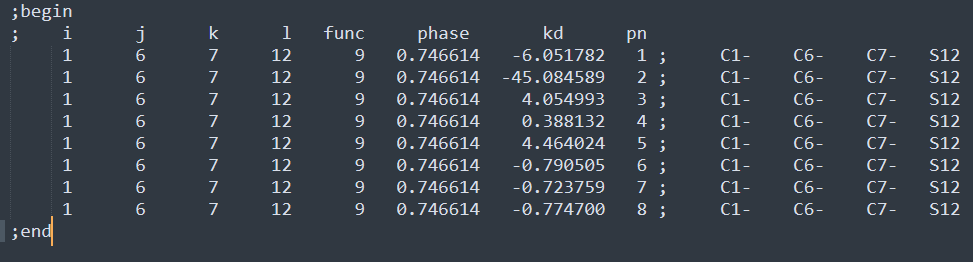 ;begin
;    i      j      k      l   func     phase       kd      pn
     1      6      7     12      9   0.746614    -6.051782   1 ;     C1-    C6-    C7-   S12
     1      6      7     12      9   0.746614   -45.084589   2 ;     C1-    C6-    C7-   S12
     1      6      7     12      9   0.746614     4.054993   3 ;     C1-    C6-    C7-   S12
     1      6      7     12      9   0.746614     0.388132   4 ;     C1-    C6-    C7-   S12
     1      6      7     12      9   0.746614     4.464024   5 ;     C1-    C6-    C7-   S12
     1      6      7     12      9   0.746614    -0.790505   6 ;     C1-    C6-    C7-   S12
     1      6      7     12      9   0.746614    -0.723759   7 ;     C1-    C6-    C7-   S12
     1      6      7     12      9   0.746614    -0.774700   8 ;     C1-    C6-    C7-   S12
;end